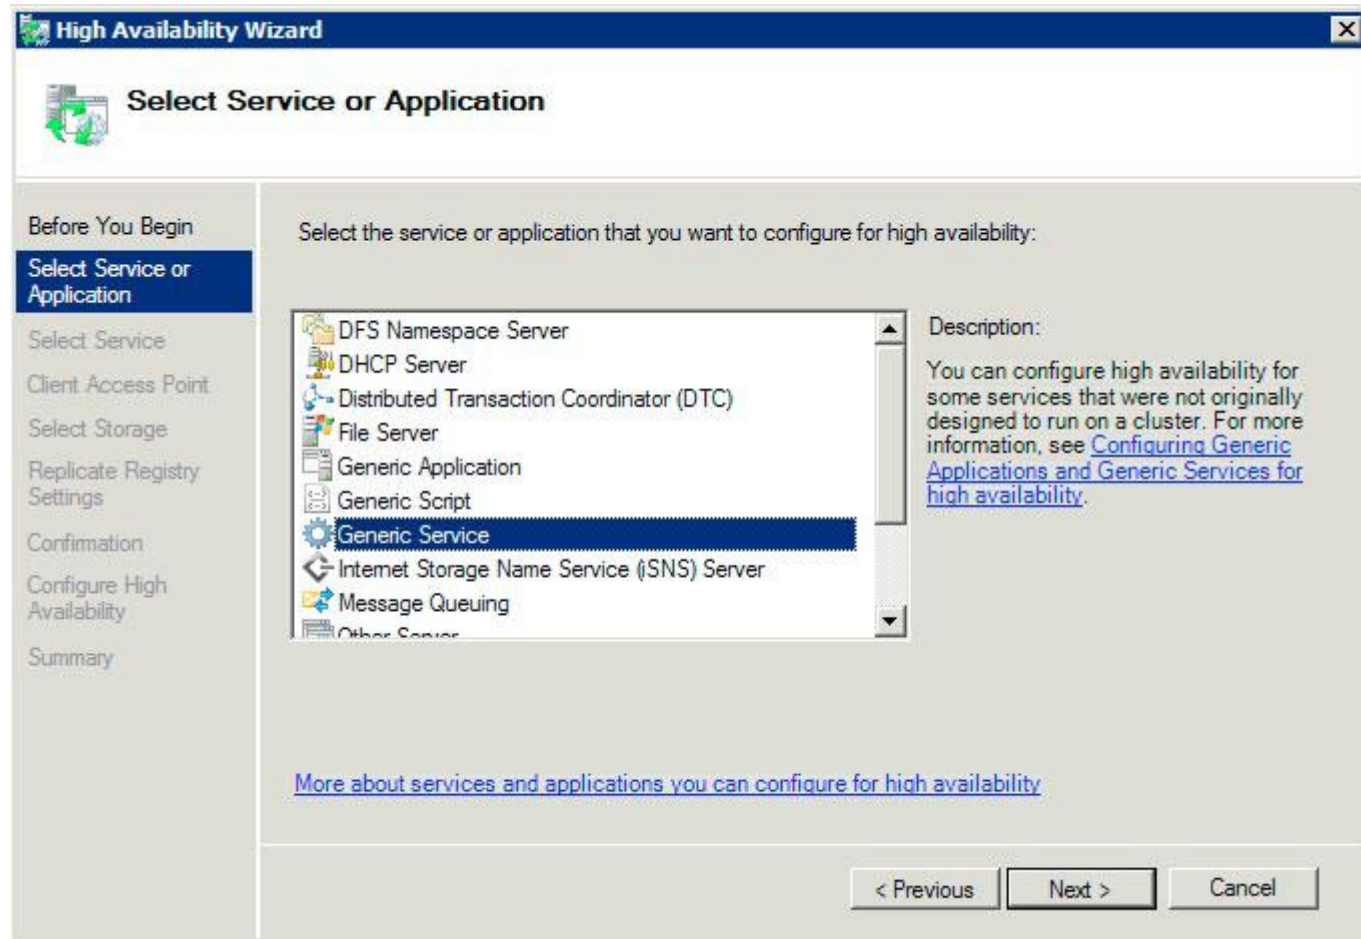 High Availability Wizard
Select Service or Application
Before You Begin
Select Service or
Application
Select Service
Client Access Point
Select Storage
Replicate Registry
Settings
Confirmation
Configure High
Availability
Summary
Select the service or application that you want to configure for high availability:
DFS Namespace Server
DHCP Server
Distributed Transaction Coordinator (DTC)
File Server
Generic Application
Generic Script
Generic Service
Internet Storage Name Service (iSNS) Server
Message Queuing
Other Server
Description:
You can configure high availability for
some services that were not originally
designed to run on a cluster. For more
information, see Configuring Generic
Applications and Generic Services for
high availability.
More about services and applications you can configure for high availability
< Previous
Next >
Cancel